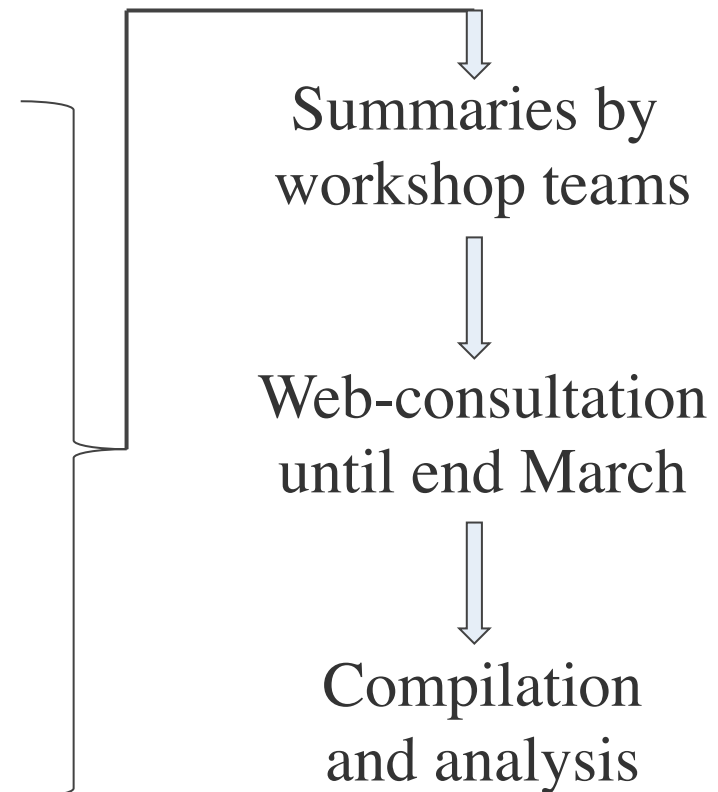 Summaries by
workshop teams
Web-consultation
until end March
Compilation
and analysis